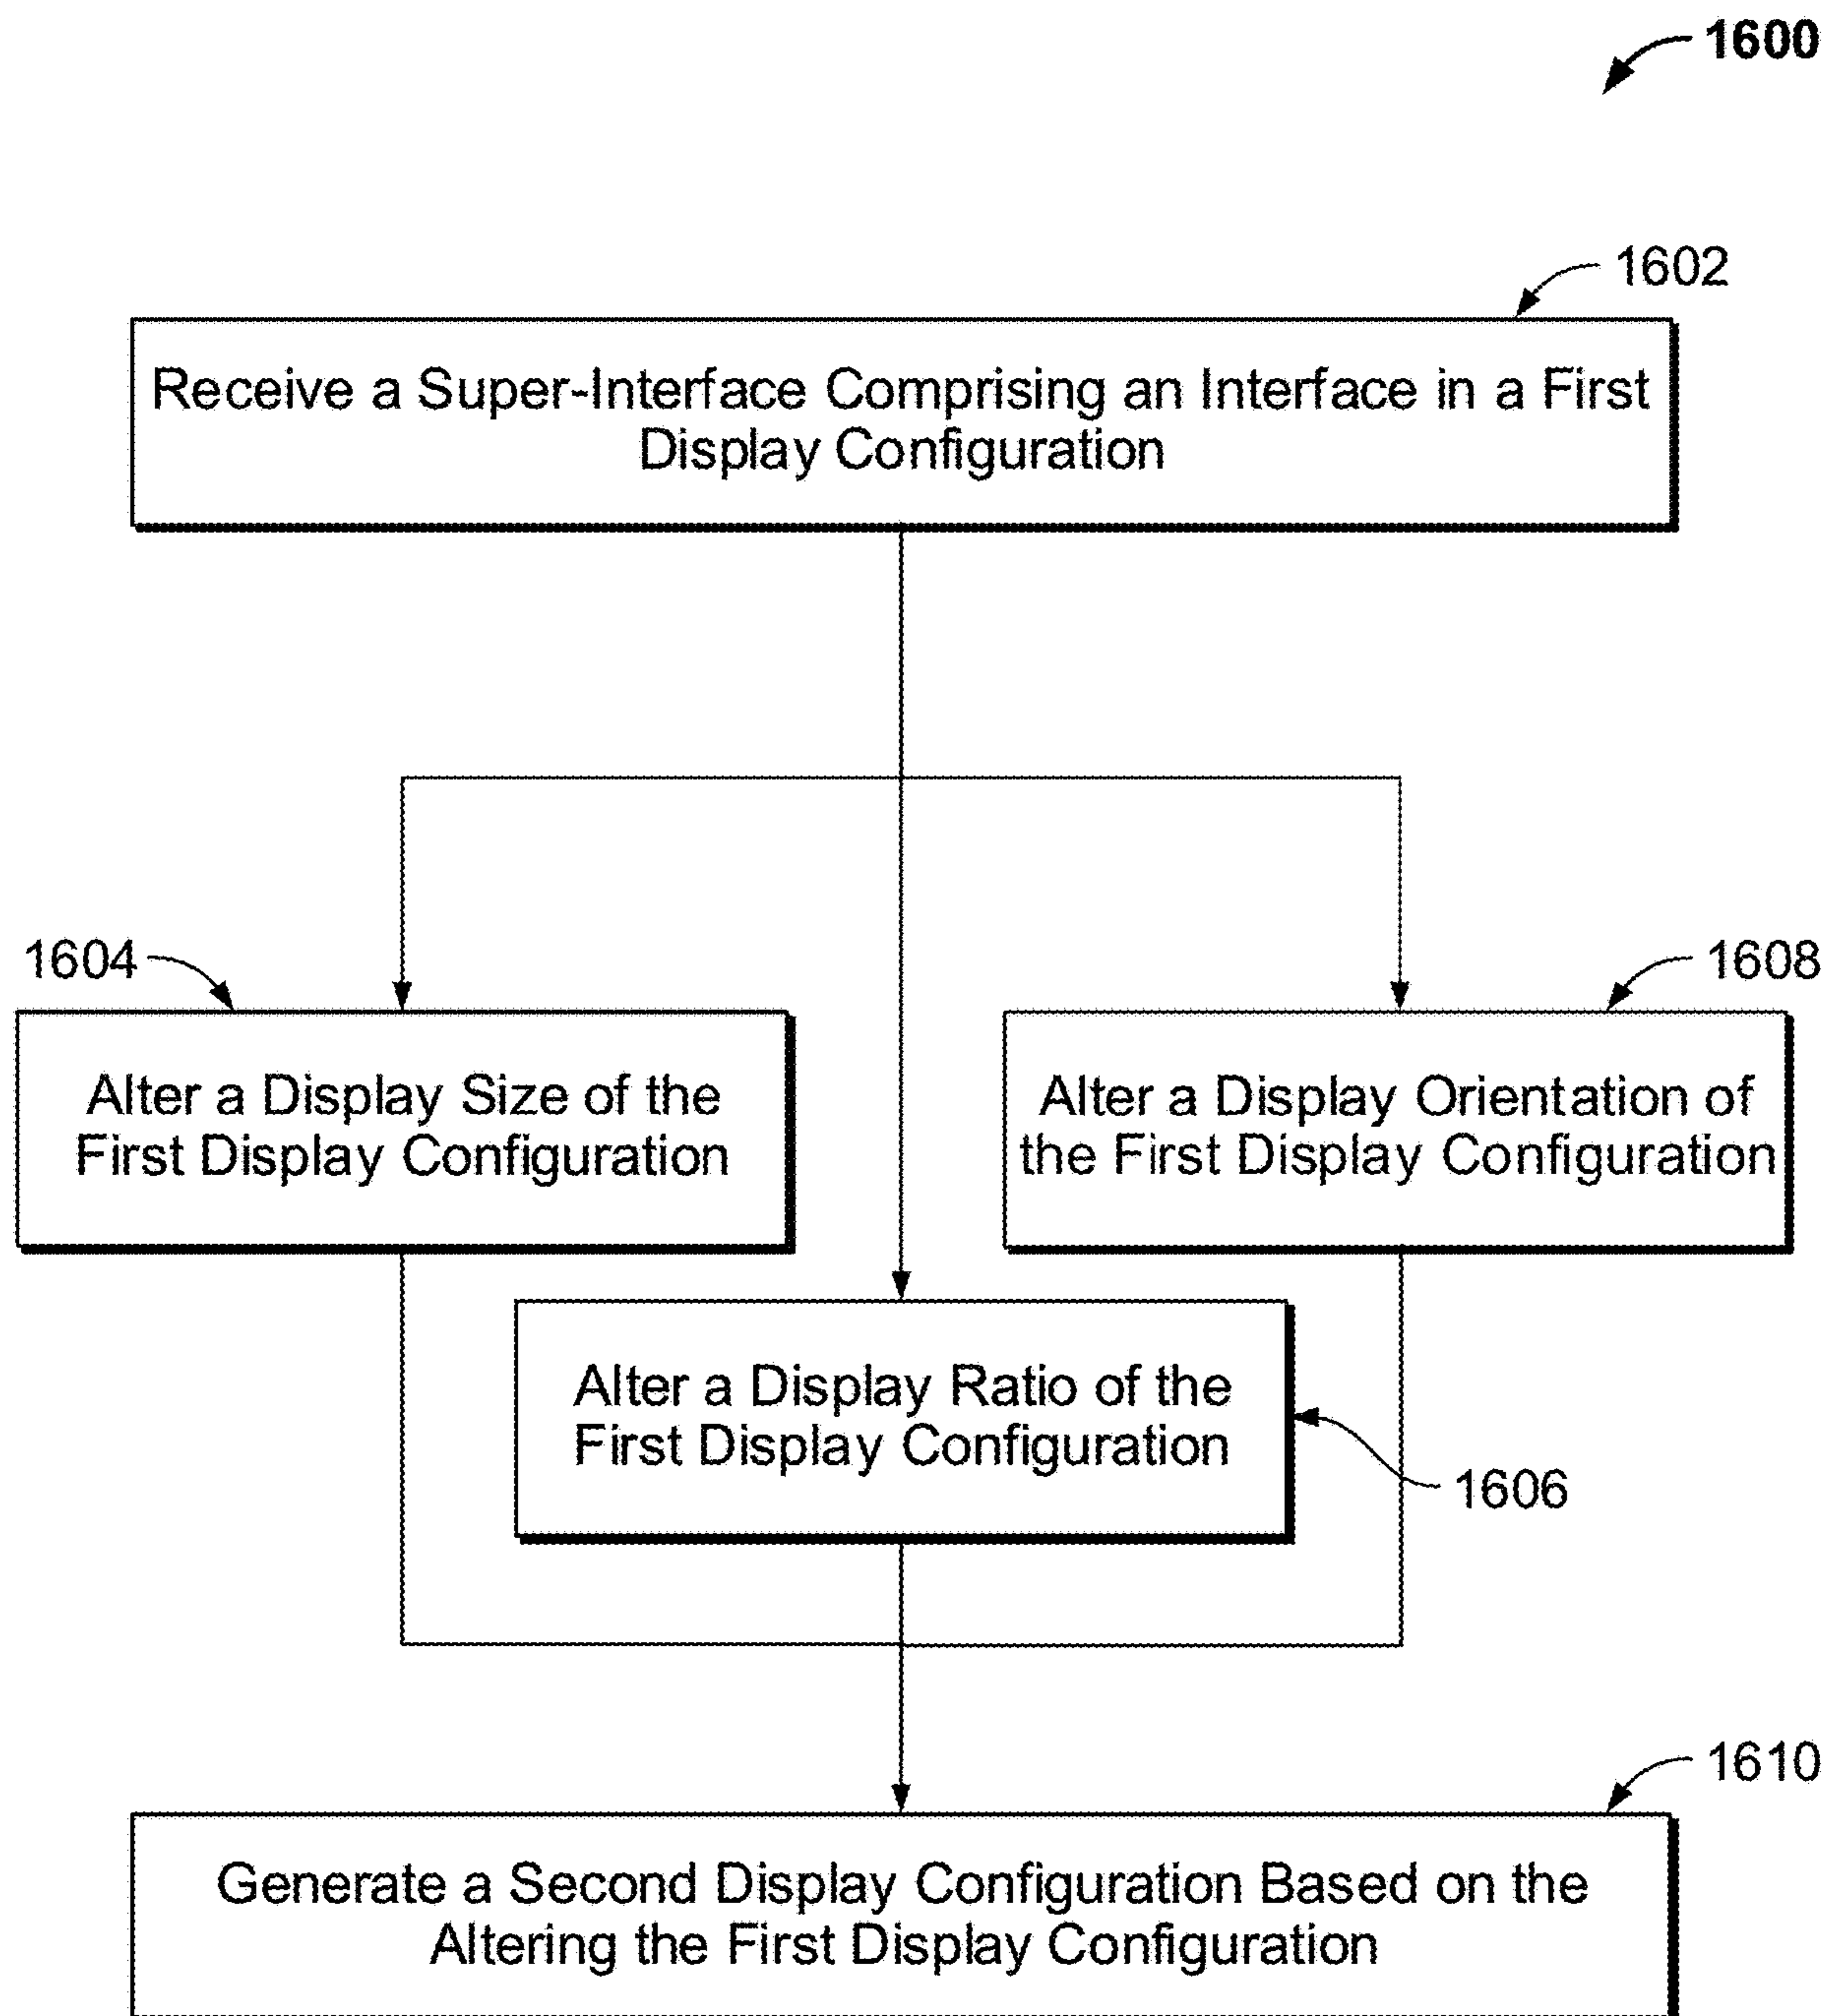 1600
1602
Receive a Super-Interface Comprising an Interface in a First
Display Configuration
1604
1608
Alter a Display Size of the
First Display Configuration
Alter a Display Orientation of
the First Display Configuration
Alter a Display Ratio of the
First Display Configuration
1606
1610
Generate a Second Display Configuration Based on the
Altering the First Display Configuration